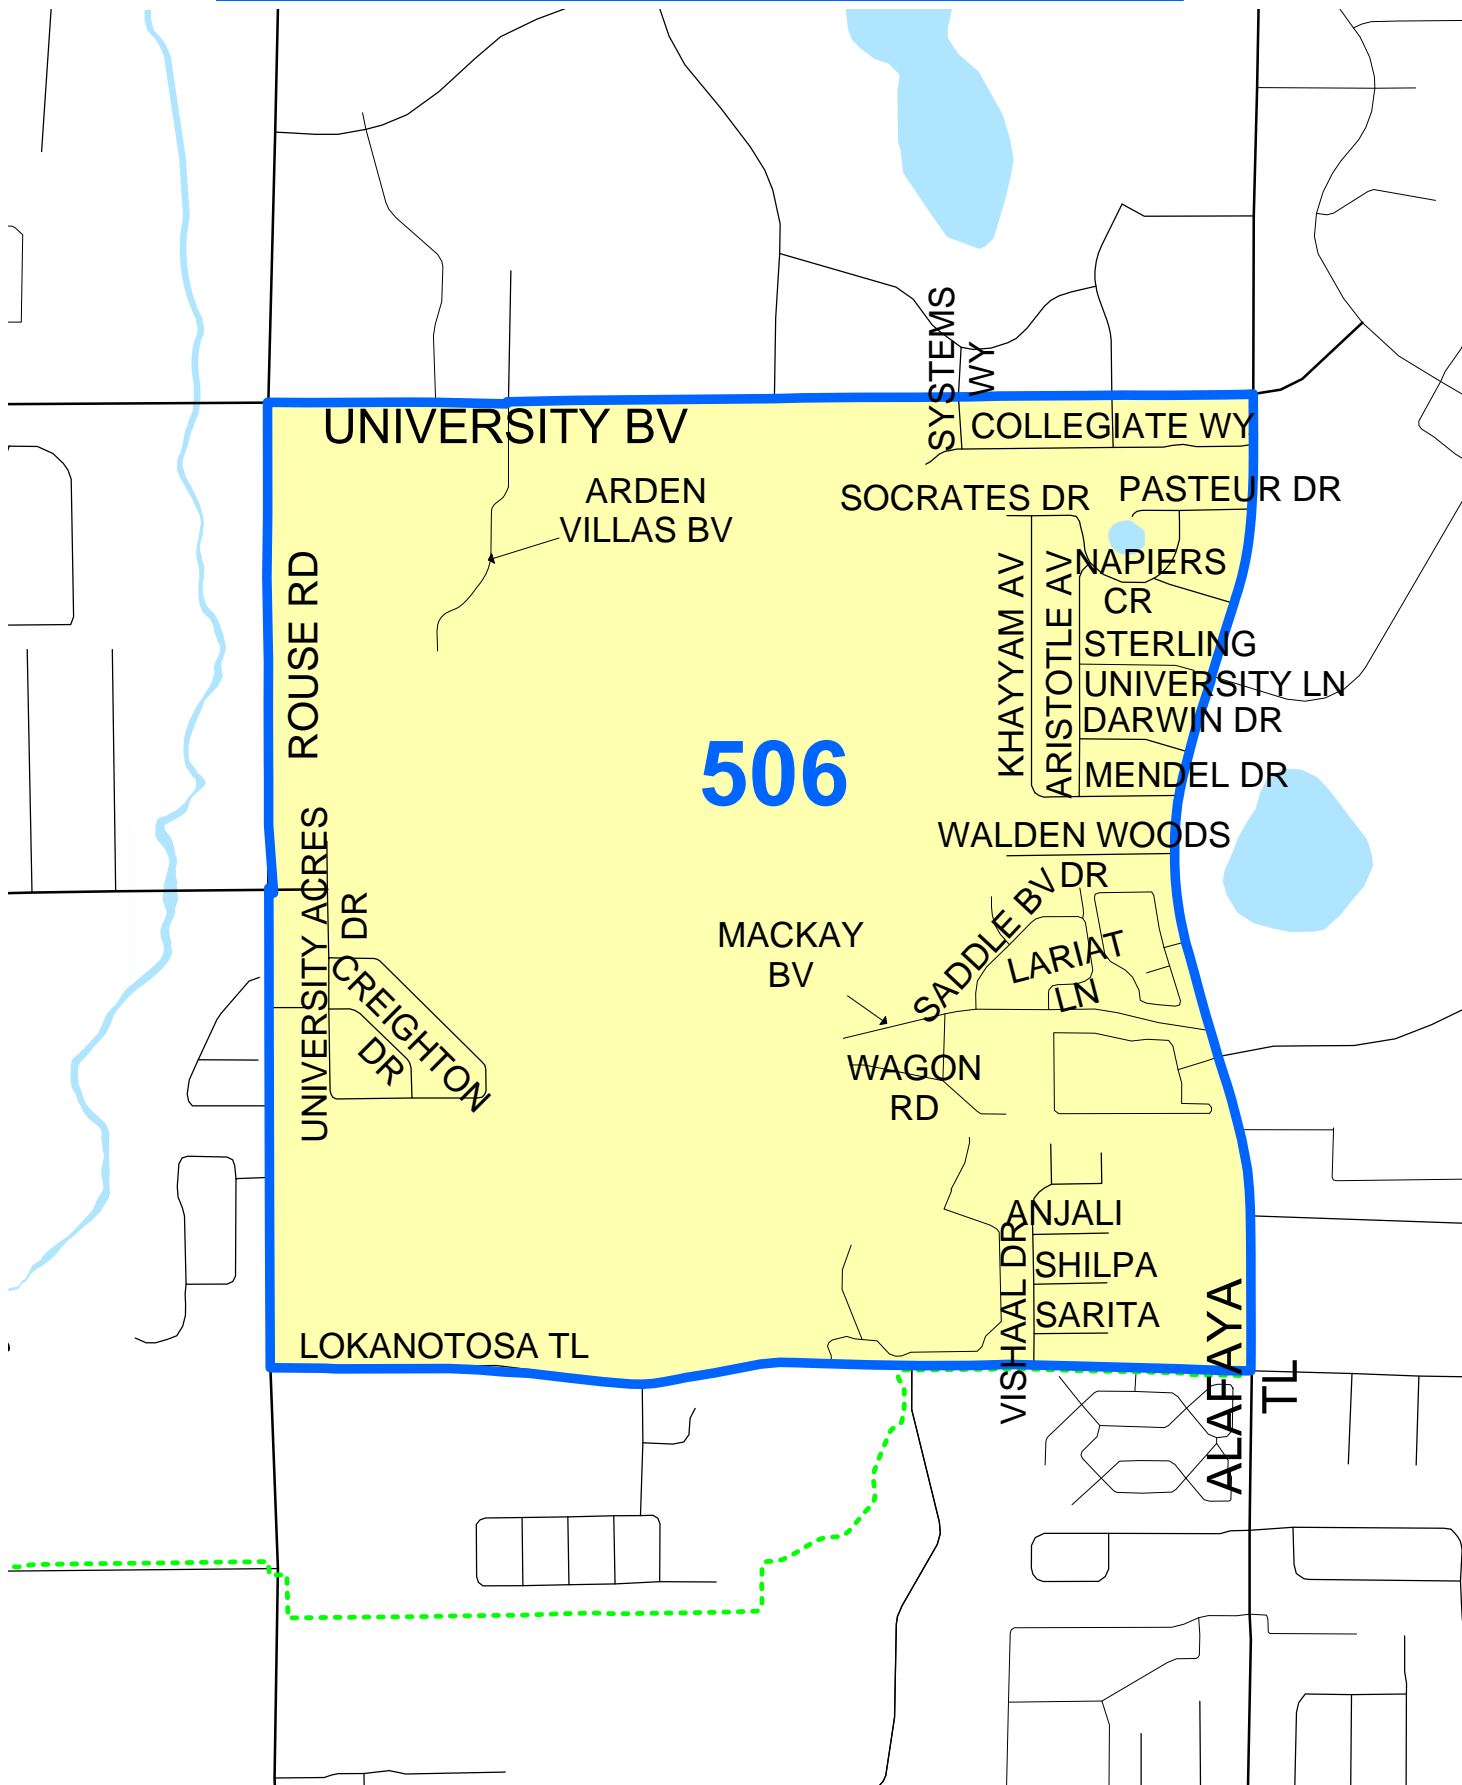 SYSTEMS
WY
UNIVERSITY BV
COLLEGIATE WY
ARDEN
VILLAS BV
SOCRATES DR
PASTEUR DR
ROUSE RD
KHAYYAM AV
ARISTOTLE AV
NAPIERS
CR
STERLING
UNIVERSITY LN
DARWIN DR
506
MENDEL DR
WALDEN WOODS
DR
UNIVERSITY ACRES
DR
MACKAY
BV
SADDLE BV
LARIAT
LN
CREIGHTON
DR
WAGON
RD
ANJALI
VISHAAL DR
SHILPA
SARITA
LOKANOTOSA TL
ALAFAYA
TL